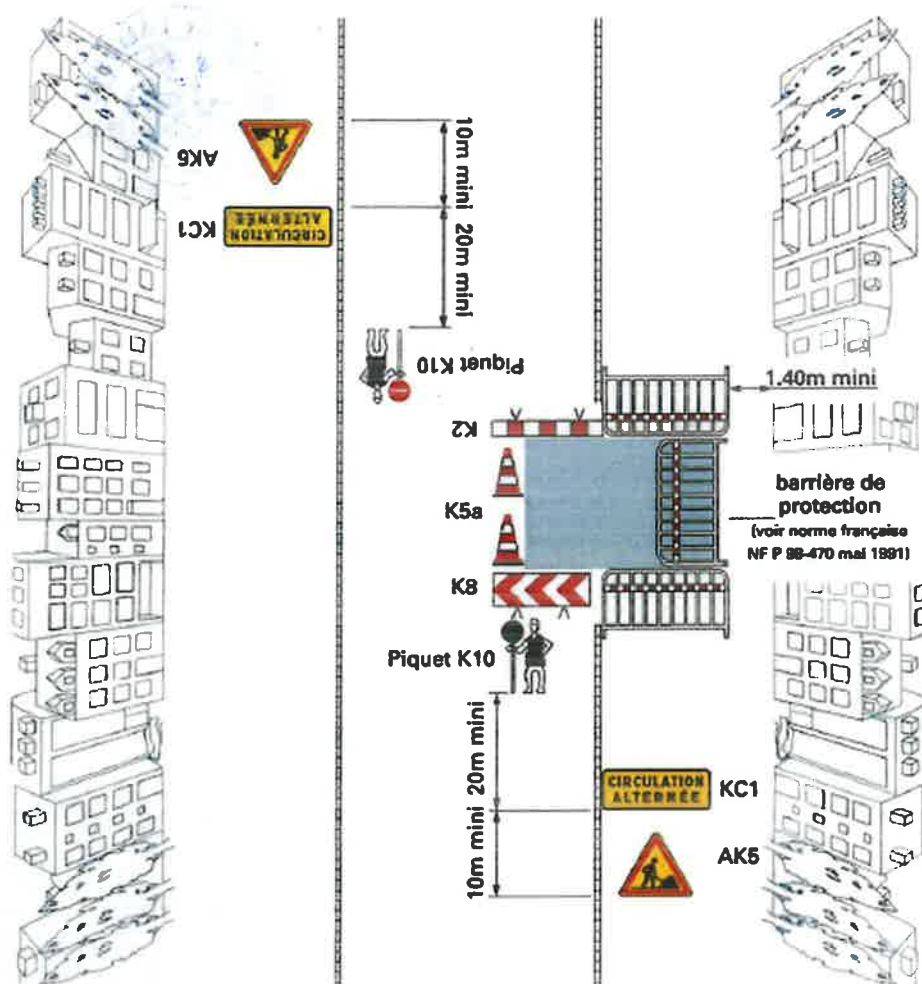 10m mini
AK5
CIRCULATION
ALTERNÉE
KC1
20m mini
Piquet K10
1.40m mini
K2
K5a
barrière de
protection
(voir norme française
NF P 98-470 mai 1991)
K8
Piquet K10
20m mini
CIRCULATION
ALTERNÉE
KC1
10m mini
AK5